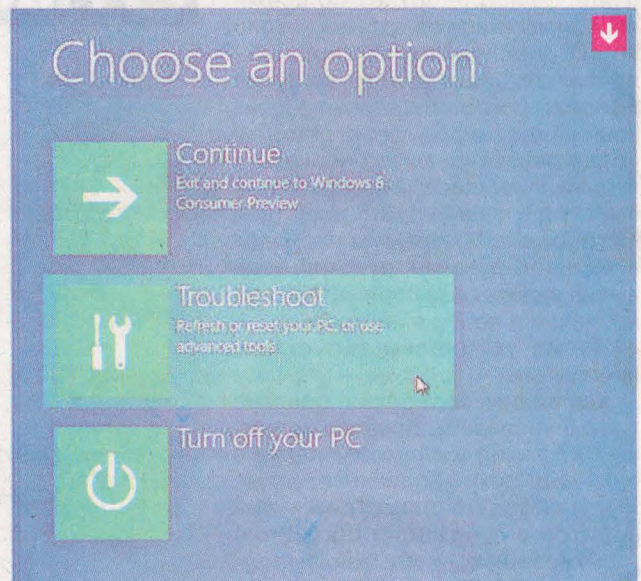 Choose an option
Continue
Exit and continue to Windows 8
Consumer Preview
Troubleshoot
Refresh or reset your PC, or use
advanced tools
Turn off your PC